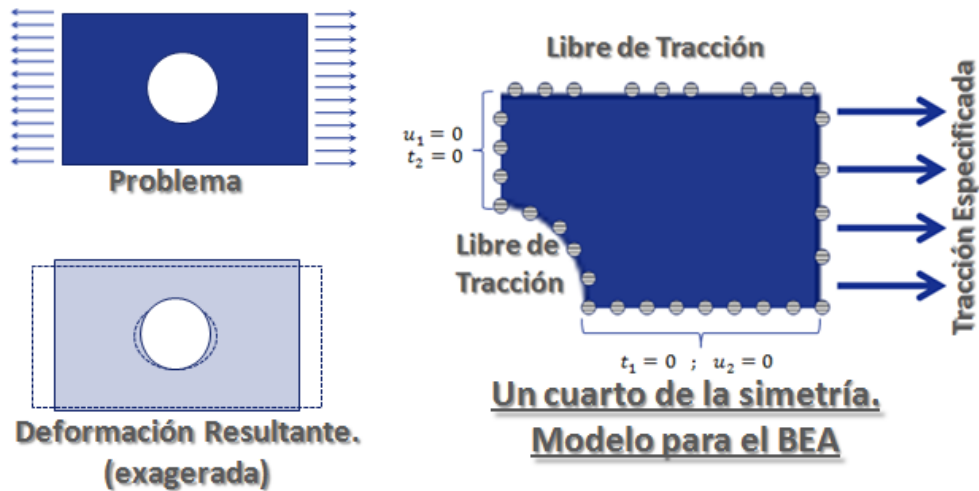 Problema
Deformación Resultante.
(exagerada)
Libre de Tracción
u₁ = 0
t₂ = 0
Libre de
Tracción
Tracción Especificada
t₁ = 0 ; u₂ = 0
Un cuarto de la simetría.
Modelo para el BEA